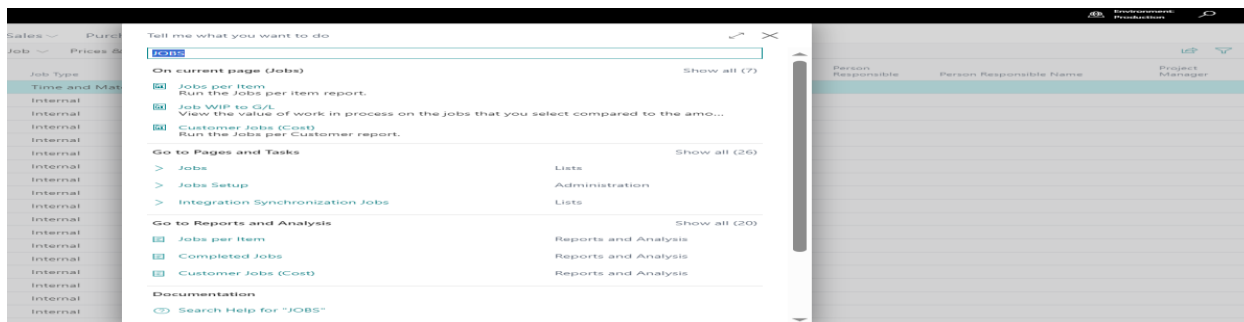 Environment:
Production
Sales
Purch
Tell me what you want to do
Job
Prices &
JOBS
On current page (Jobs) Show all (7)
Job Type
Person Responsible
Person Responsible Name
Project Manager
Jobs per Item
Run the Jobs per item report.
Time and Mat
Internal
Job WIP to G/L
View the value of work in process on the jobs that you select compared to the amo...
Internal
Customer Jobs (Cost)
Run the Jobs per Customer report.
Internal
Internal
Internal
Go to Pages and Tasks Show all (26)
Internal
Jobs Lists
Internal
Jobs Setup Administration
Internal
Integration Synchronization Jobs Lists
Internal
Internal
Go to Reports and Analysis Show all (20)
Internal
Jobs per Item Reports and Analysis
Internal
Completed Jobs Reports and Analysis
Internal
Customer Jobs (Cost) Reports and Analysis
Internal
Internal
Documentation
Internal
Search Help for "JOBS"
Internal
Internal